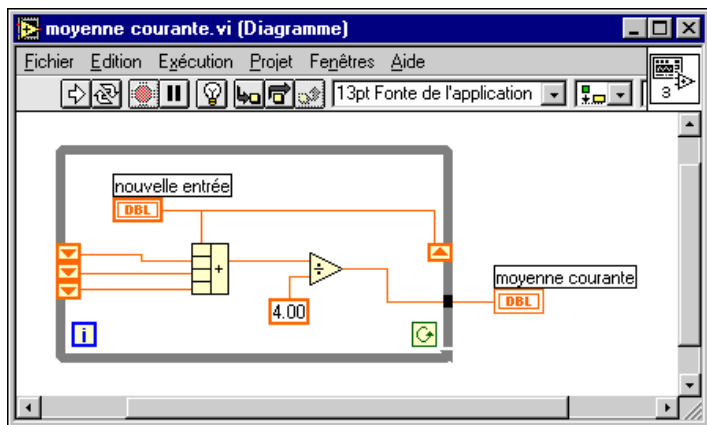 moyenne courante.vi (Diagramme)
Fichier Edition Exécution Projet Fenêtres Aide
13pt Fonte de l'application
3
nouvelle entrée
DBL
+
÷
4.00
moyenne courante
DBL
i